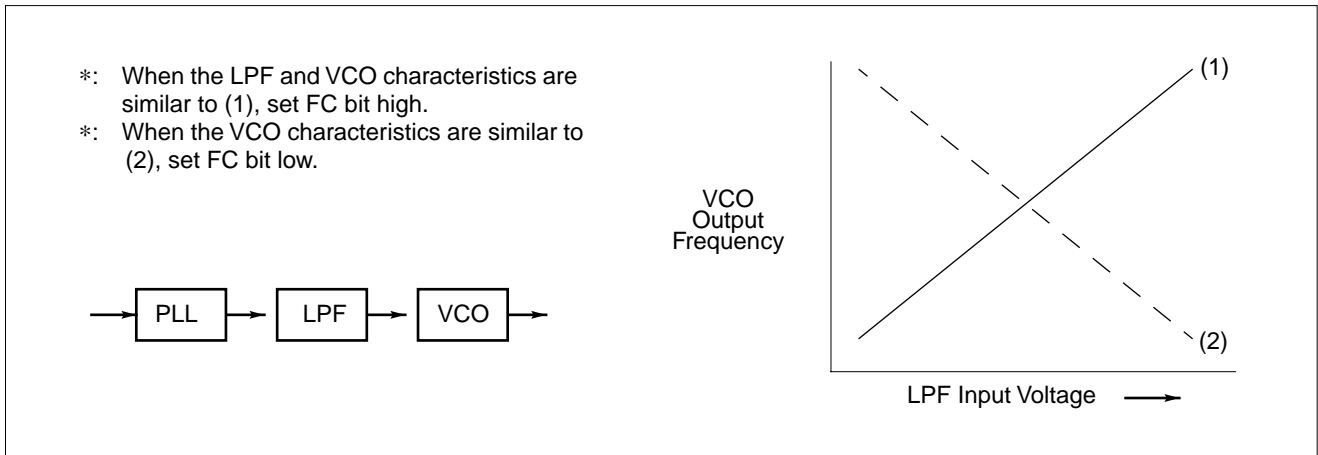 *: When the LPF and VCO characteristics are
similar to (1), set FC bit high.
*: When the VCO characteristics are similar to
(2), set FC bit low.
PLL
LPF
VCO
VCO
Output
Frequency
(1)
(2)
LPF Input Voltage